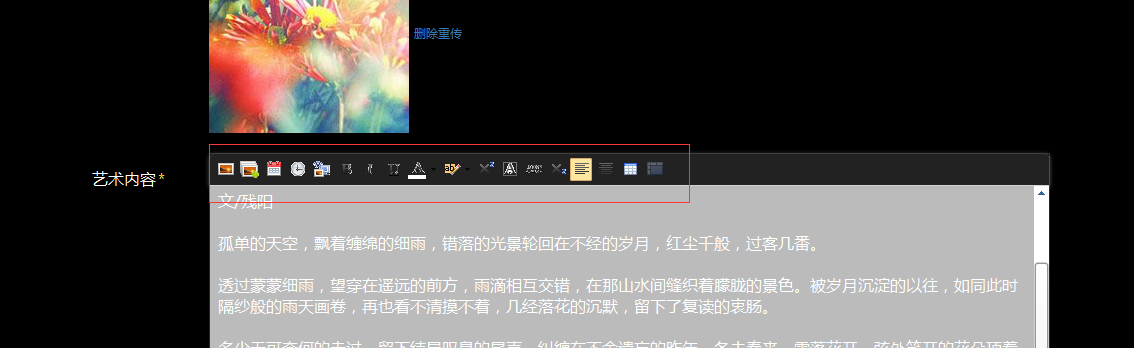 删除重传
艺术内容*
文/残阳
孤单的天空，飘着缠绵的细雨，错落的光景轮回在不经的岁月，红尘千般，过客几番。
透过蒙蒙细雨，望穿在遥远的前方，雨滴相互交错，在那山水间缝织着朦胧的景色。被岁月沉淀的以往，如同此时
隔纱般的雨天画卷，再也看不清摸不着，几经落花的沉默，留下了复读的衷肠。